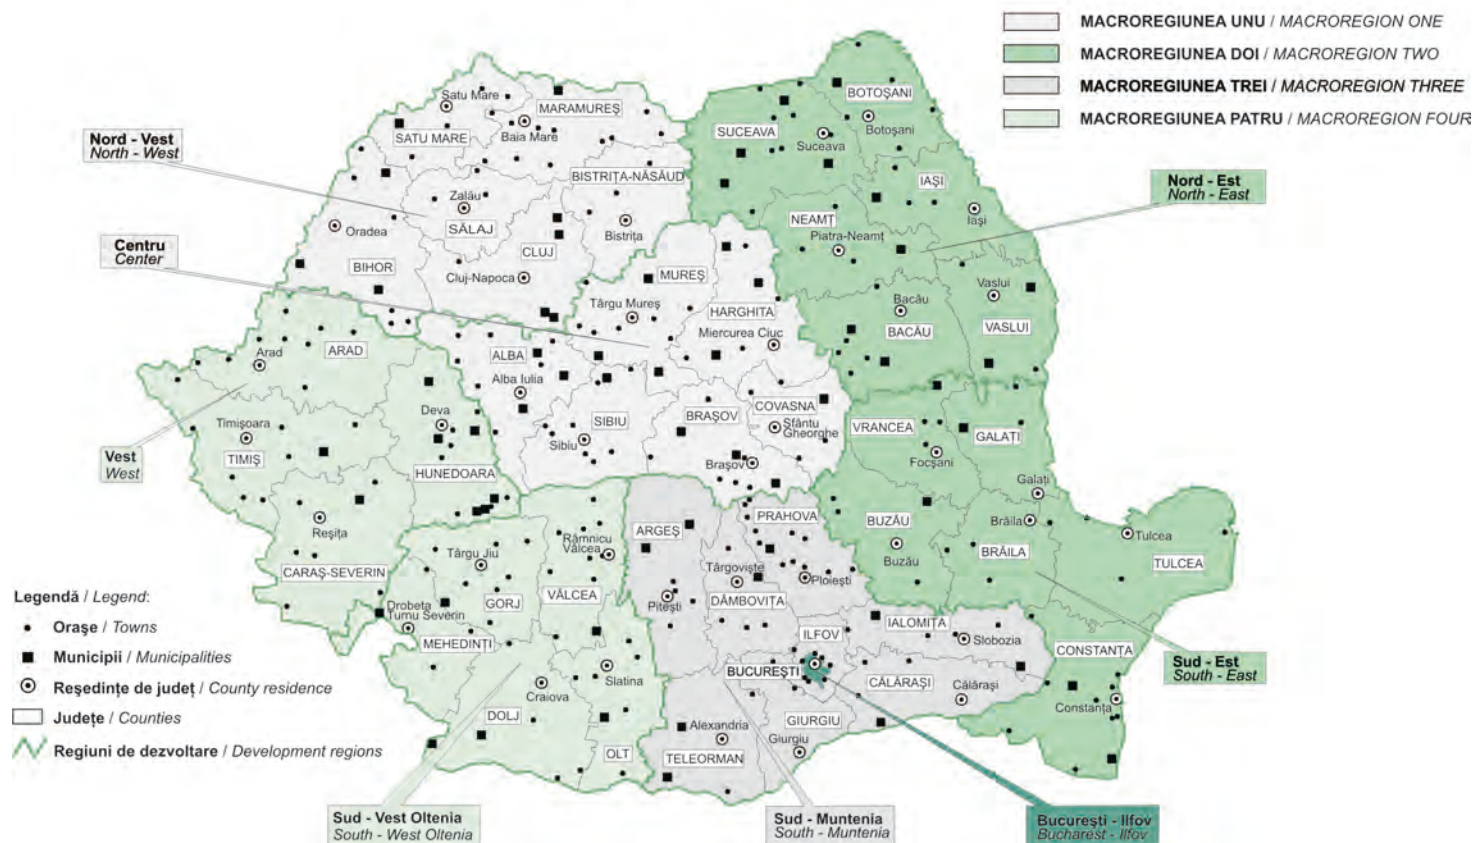 MACROREGIUNEA UNU / MACROREGION ONE
MACROREGIUNEA DOI / MACROREGION TWO
MACROREGIUNEA TREI / MACROREGION THREE
MACROREGIUNEA PATRU / MACROREGION FOUR
Nord - Vest
North - West
Centru
Center
Vest
West
Nord - Est
North - East
Sud - Est
South - East
Sud - Vest Oltenia
South - West Oltenia
Sud - Muntenia
South - Muntenia
Bucureşti - Ilfov
Bucharest - Ilfov
Satu Mare
SATU MARE
MARAMUREŞ
Baia Mare
BISTRIŢA-NĂSĂUD
Bistriţa
Zalău
SĂLAJ
Oradea
BIHOR
CLUJ
Cluj-Napoca
MUREŞ
Târgu Mureş
HARGHITA
Miercurea Ciuc
ALBA
Alba Iulia
SIBIU
Sibiu
BRAŞOV
Braşov
COVASNA
Sfântu
Gheorghe
SUCEAVA
Suceava
BOTOŞANI
Botoşani
IAŞI
Iaşi
NEAMŢ
Piatra-Neamţ
Bacău
BACĂU
Vaslui
VASLUI
VRANCEA
Focşani
GALAŢI
Galaţi
BUZĂU
Buzău
Brăila
BRĂILA
Tulcea
TULCEA
CONSTANŢA
Constanţa
Arad
ARAD
Timişoara
TIMIŞ
Deva
HUNEDOARA
Reşiţa
CARAŞ-SEVERIN
Târgu Jiu
GORJ
Râmnicu
Vâlcea
VÂLCEA
Drobeta
Turnu Severin
MEHEDINŢI
Craiova
DOLJ
Slatina
OLT
ARGEŞ
Piteşti
PRAHOVA
Ploieşti
Târgovişte
DÂMBOVIŢA
ILFOV
BUCUREŞTI
IALOMIŢA
Slobozia
CĂLĂRAŞI
Călăraşi
GIURGIU
Giurgiu
Alexandria
TELEORMAN
Legendă / Legend:
Oraşe / Towns
Municipii / Municipalities
Reşedinţe de judeţ / County residence
Judeţe / Counties
Regiuni de dezvoltare / Development regions